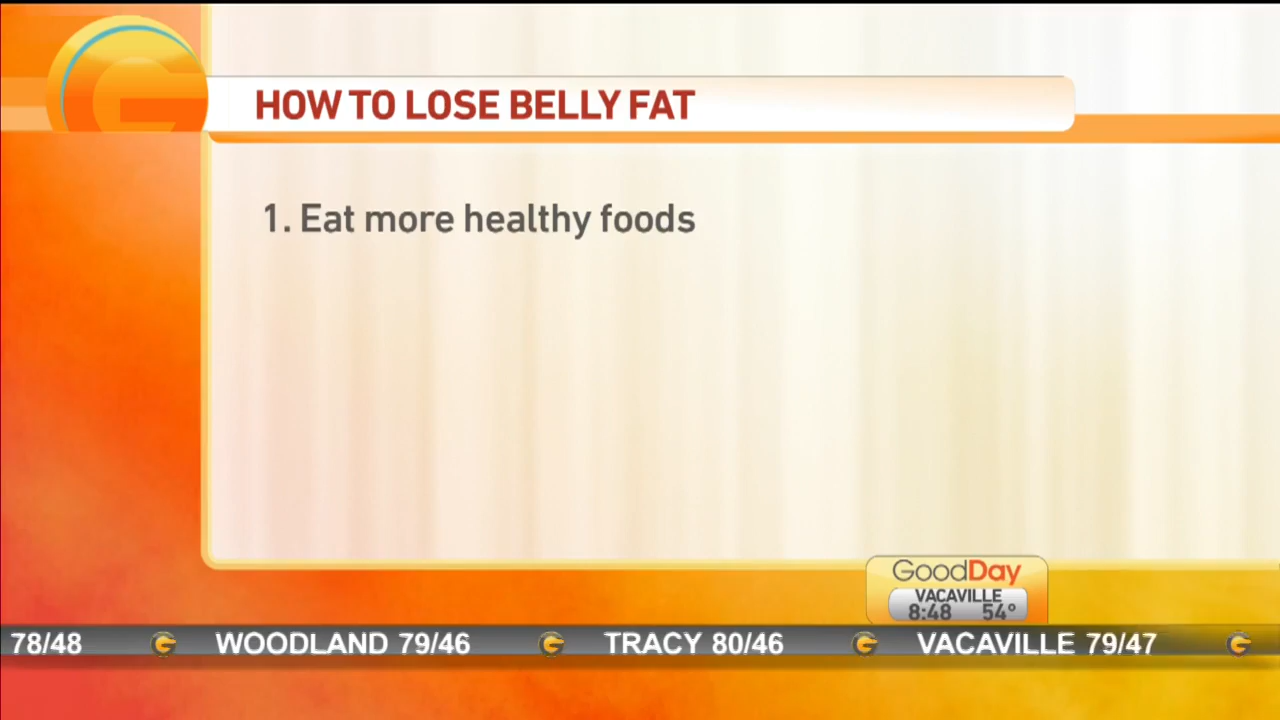 HOW TO LOSE BELLY FAT
1. Eat more healthy foods
GoodDay
VACAVILLE
8:48 54°
78/48 WOODLAND 79/46 TRACY 80/46 VACAVILLE 79/47